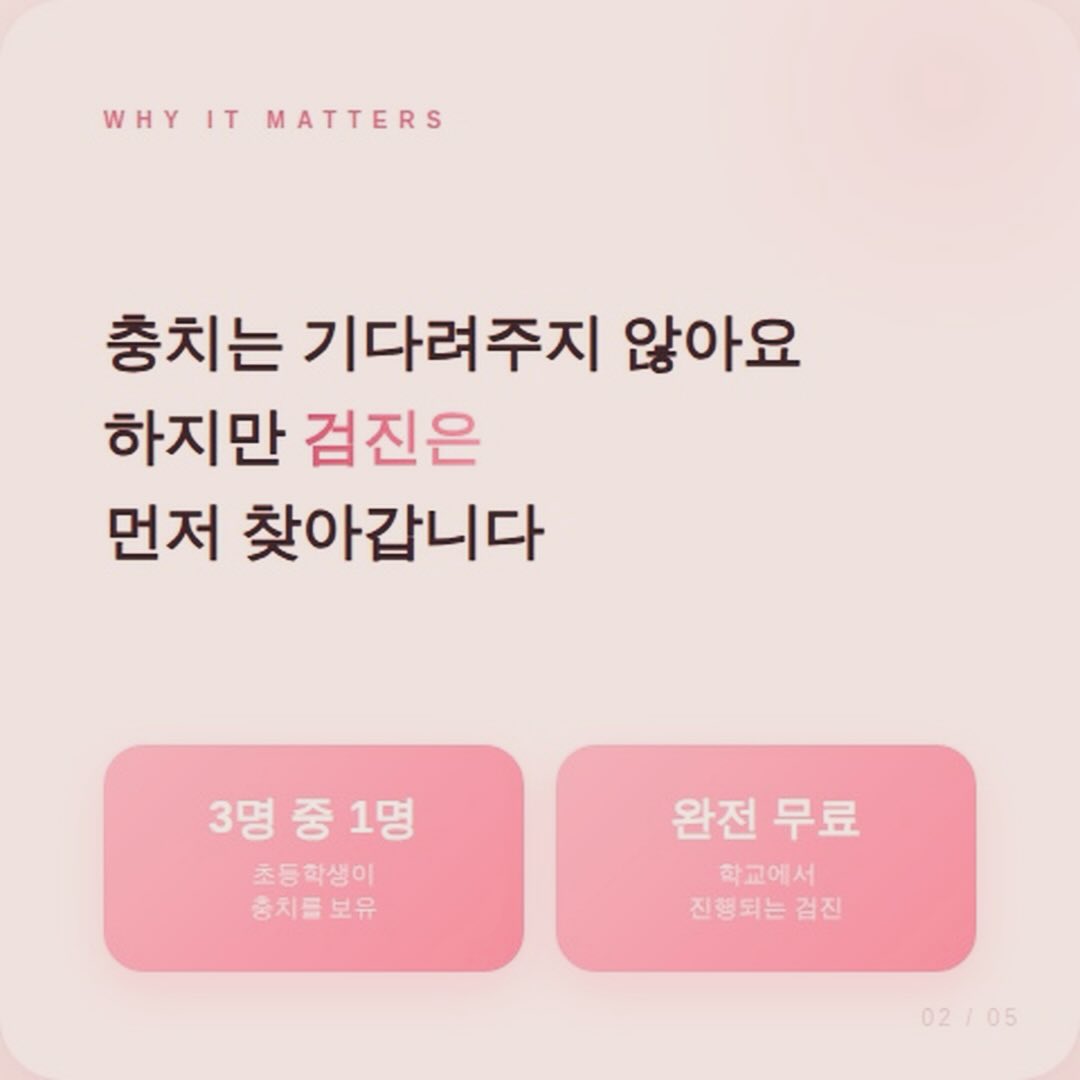 WHY IT MATTERS
충치는 기다려주지 않아요
하지만 검진은
먼저 찾아갑니다
3명 중 1명
초등학생이
충치를 보유
완전 무료
학교에서
진행되는 검진
02 / 05